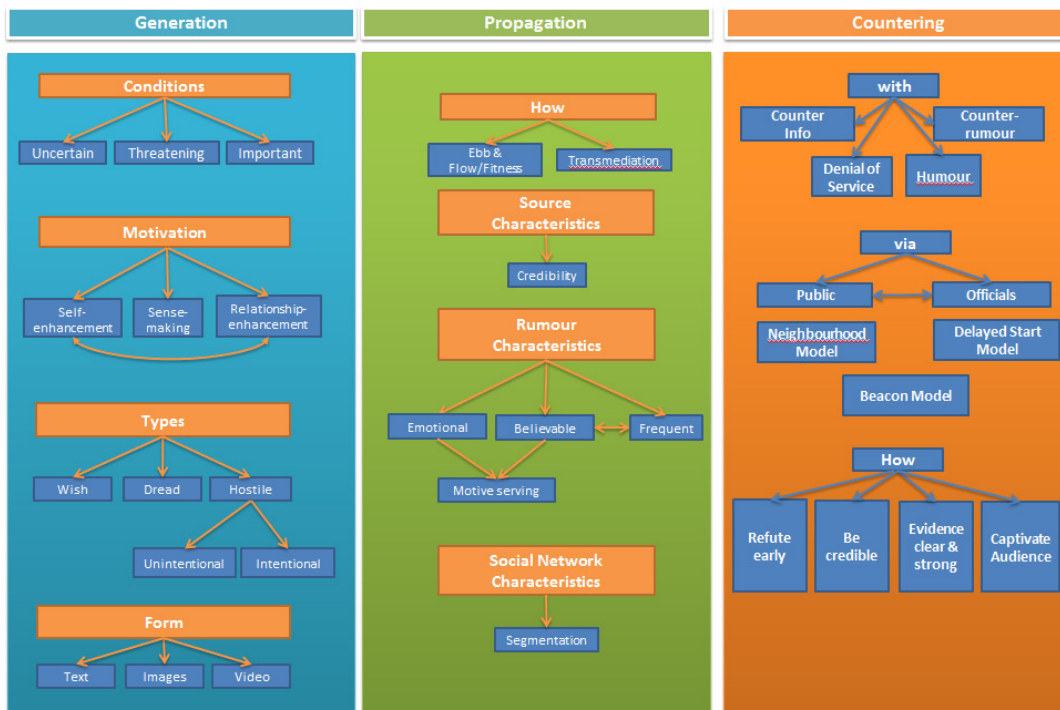 Generation
Propagation
Countering
Conditions
Uncertain
Threatening
Important
Motivation
Self-
enhancement
Sense-
making
Relationship-
enhancement
Types
Wish
Dread
Hostile
Unintentional
Intentional
Form
Text
Images
Video
How
Ebb &
Flow/Fitness
Transmediation
Source
Characteristics
Credibility
Rumour
Characteristics
Emotional
Believable
Frequent
Motive serving
Social Network
Characteristics
Segmentation
with
Counter
Info
Counter-
rumour
Denial of
Service
Humour
via
Public
Officials
Neighbourhood
Model
Delayed Start
Model
Beacon Model
How
Refute
early
Be
credible
Evidence
clear &
strong
Captivate
Audience